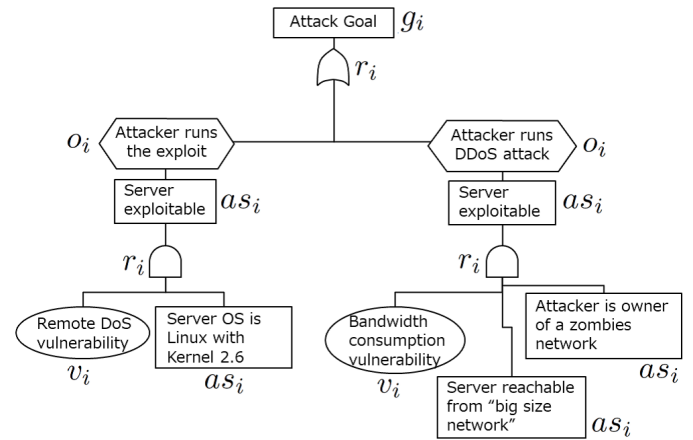 Attack Goal
g_i
r_i
o_i
Attacker runs
the exploit
Attacker runs
DDoS attack
o_i
Server
exploitable
as_i
Server
exploitable
as_i
r_i
r_i
Remote DoS
vulnerability
v_i
Server OS is
Linux with
Kernel 2.6
as_i
Bandwidth
consumption
vulnerability
v_i
Attacker is owner
of a zombies
network
as_i
Server reachable
from “big size
network”
as_i